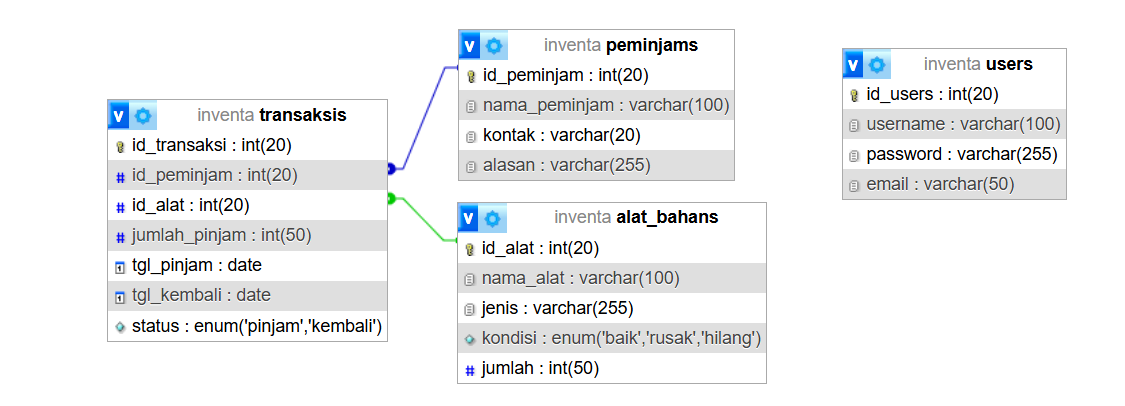 v inventa transaksis
id_transaksi : int(20)
# id_peminjam : int(20)
# id_alat : int(20)
# jumlah_pinjam : int(50)
tgl_pinjam : date
tgl_kembali : date
status : enum('pinjam','kembali')
v inventa peminjams
id_peminjam : int(20)
nama_peminjam : varchar(100)
kontak : varchar(20)
alasan : varchar(255)
v inventa alat_bahans
id_alat : int(20)
nama_alat : varchar(100)
jenis : varchar(255)
kondisi : enum('baik','rusak','hilang')
# jumlah : int(50)
v inventa users
id_users : int(20)
username : varchar(100)
password : varchar(255)
email : varchar(50)